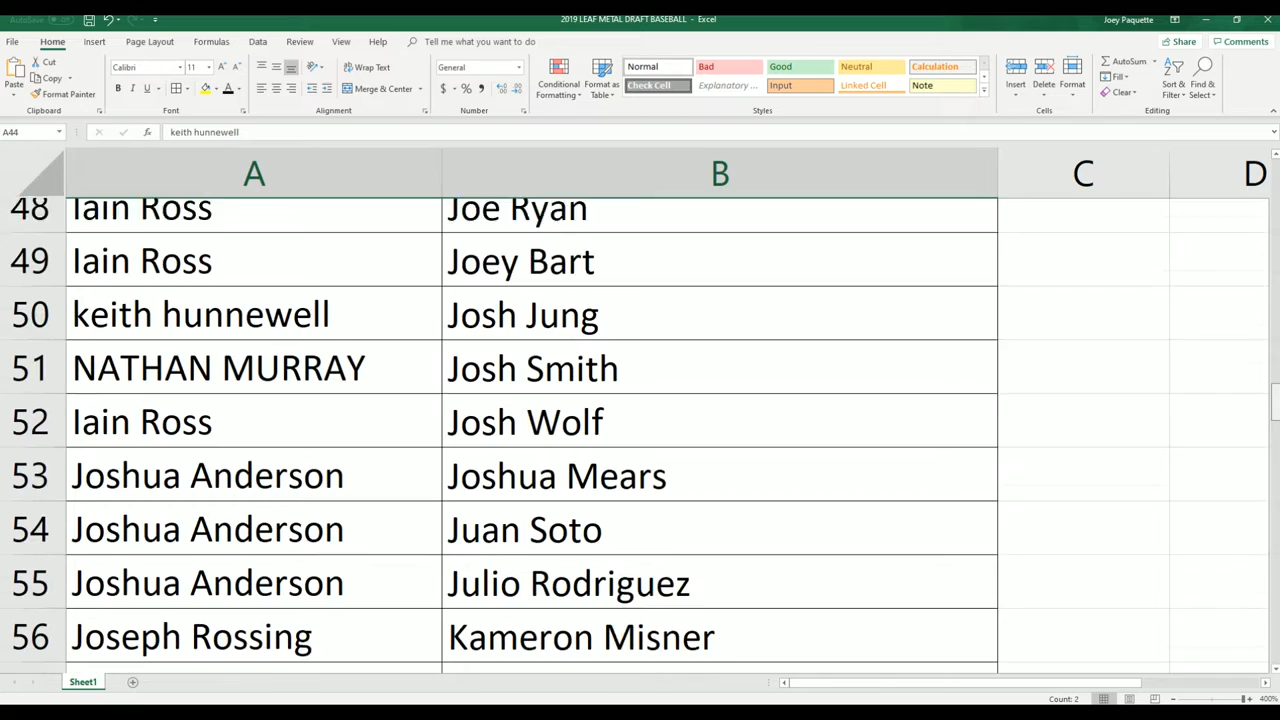 AutoSave Off 2019 LEAF METAL DRAFT BASEBALL - Excel Joey Paquette
File Home Insert Page Layout Formulas Data Review View Help Tell me what you want to do Share Comments
Paste Cut Copy Format Painter
Calibri 11
B I U A
Wrap Text
Merge & Center
General
$ % ,
Conditional Formatting Format as Table
Normal Bad Good Neutral Calculation
Check Cell Explanatory ... Input Linked Cell Note
Insert Delete Format
AutoSum Fill Clear
Sort & Filter Find & Select
Clipboard Font Alignment Number Styles Cells Editing
A44 fx keith hunnewell
A B C D
48 Iain Ross Joe Ryan
49 Iain Ross Joey Bart
50 keith hunnewell Josh Jung
51 NATHAN MURRAY Josh Smith
52 Iain Ross Josh Wolf
53 Joshua Anderson Joshua Mears
54 Joshua Anderson Juan Soto
55 Joshua Anderson Julio Rodriguez
56 Joseph Rossing Kameron Misner
Sheet1
Count: 2 400%